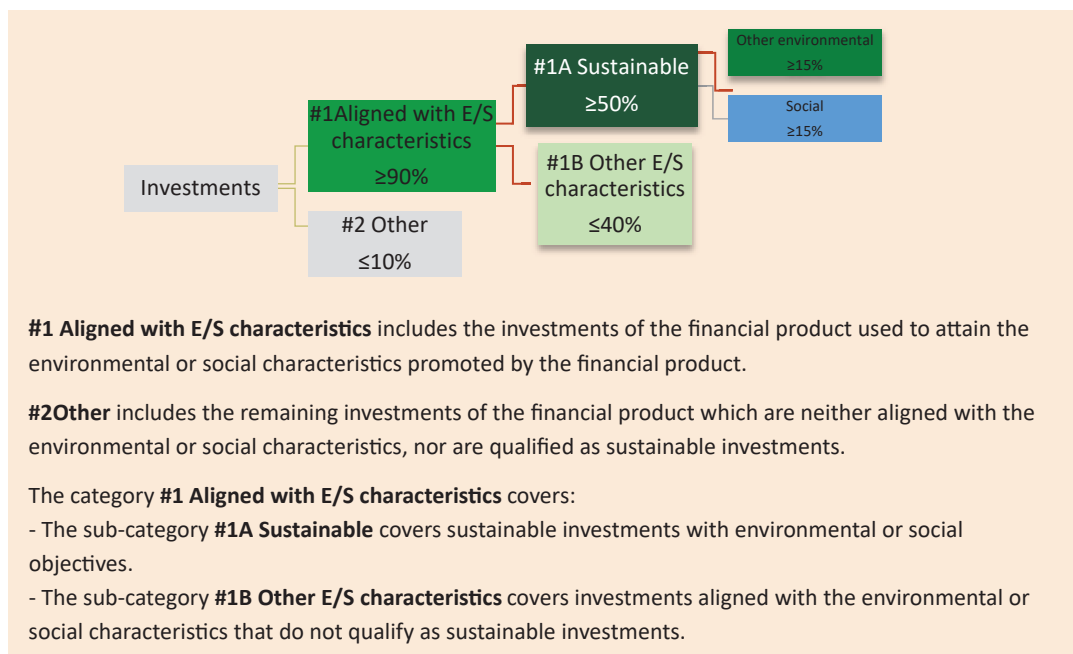 Other environmental
≥15%
#1A Sustainable
≥50%
Social
≥15%
#1Aligned with E/S
characteristics
≥90%
#1B Other E/S
characteristics
≤40%
Investments
#2 Other
≤10%
#1 Aligned with E/S characteristics includes the investments of the financial product used to attain the
environmental or social characteristics promoted by the financial product.
#2Other includes the remaining investments of the financial product which are neither aligned with the
environmental or social characteristics, nor are qualified as sustainable investments.
The category #1 Aligned with E/S characteristics covers:
- The sub-category #1A Sustainable covers sustainable investments with environmental or social
objectives.
- The sub-category #1B Other E/S characteristics covers investments aligned with the environmental or
social characteristics that do not qualify as sustainable investments.